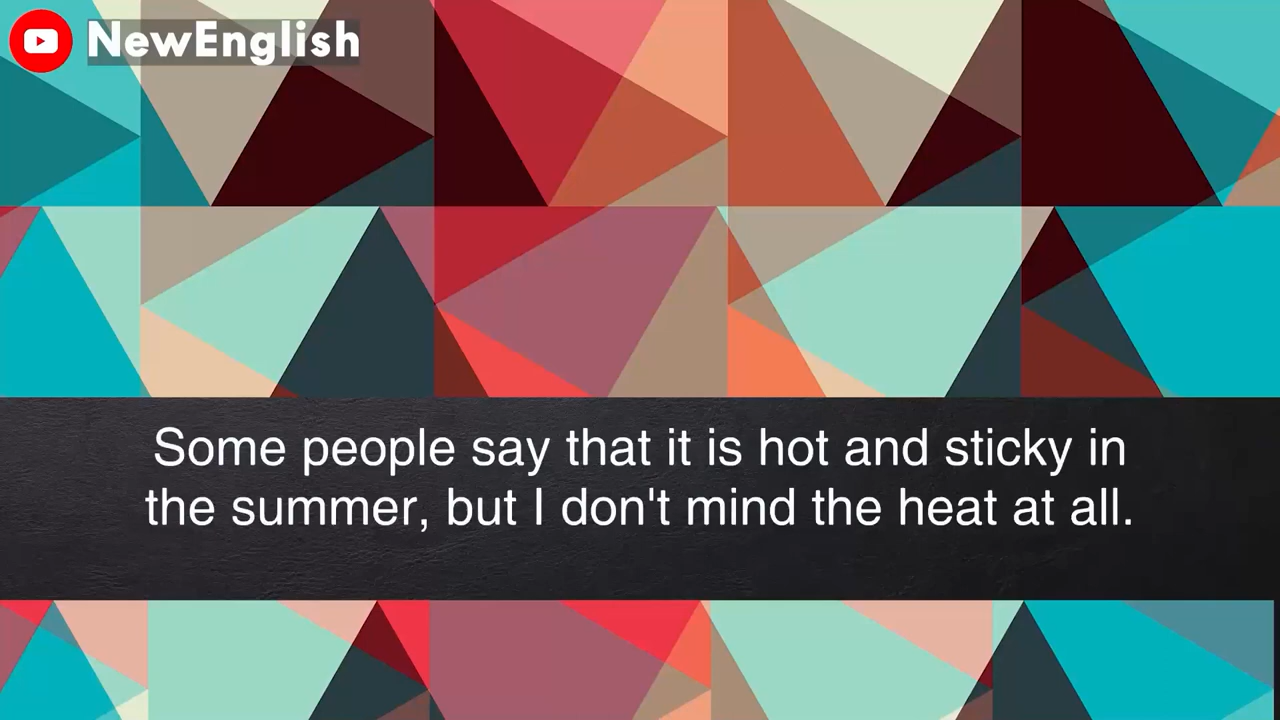 NewEnglish
Some people say that it is hot and sticky in
the summer, but I don't mind the heat at all.